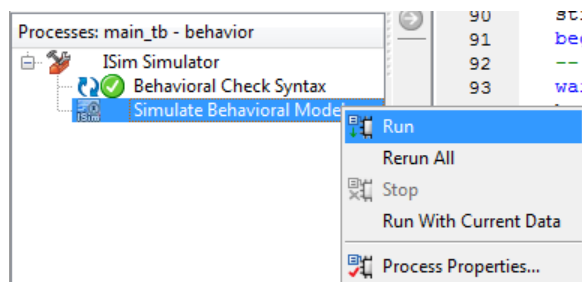 Processes: main_tb - behavior
ISim Simulator
Behavioral Check Syntax
Simulate Behavioral Model
ISim
Run
Rerun All
Stop
Run With Current Data
Process Properties...
90
91
92 --
93